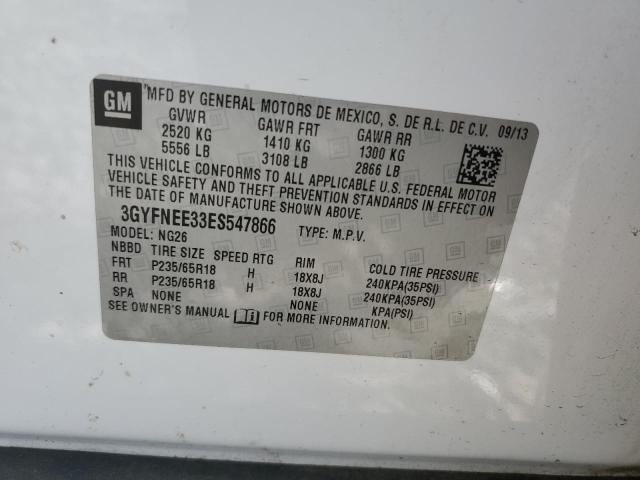 GM MFD BY GENERAL MOTORS DE MEXICO, S. DE R.L. DE C.V. 09/13
GVWR GAWR FRT GAWR RR
2520 KG 1410 KG 1300 KG
5556 LB 3108 LB 2866 LB
THIS VEHICLE CONFORMS TO ALL APPLICABLE U.S. FEDERAL MOTOR
VEHICLE SAFETY AND THEFT PREVENTION STANDARDS IN EFFECT ON
THE DATE OF MANUFACTURE SHOWN ABOVE.
3GYFNEE33ES547866 TYPE: M.P.V.
MODEL: NG26
NBBD TIRE SIZE SPEED RTG RIM COLD TIRE PRESSURE
FRT P235/65R18 H 18X8J 240KPA(35PSI)
RR P235/65R18 H 18X8J 240KPA(35PSI)
SPA NONE NONE KPA(PSI)
SEE OWNER'S MANUAL FOR MORE INFORMATION.